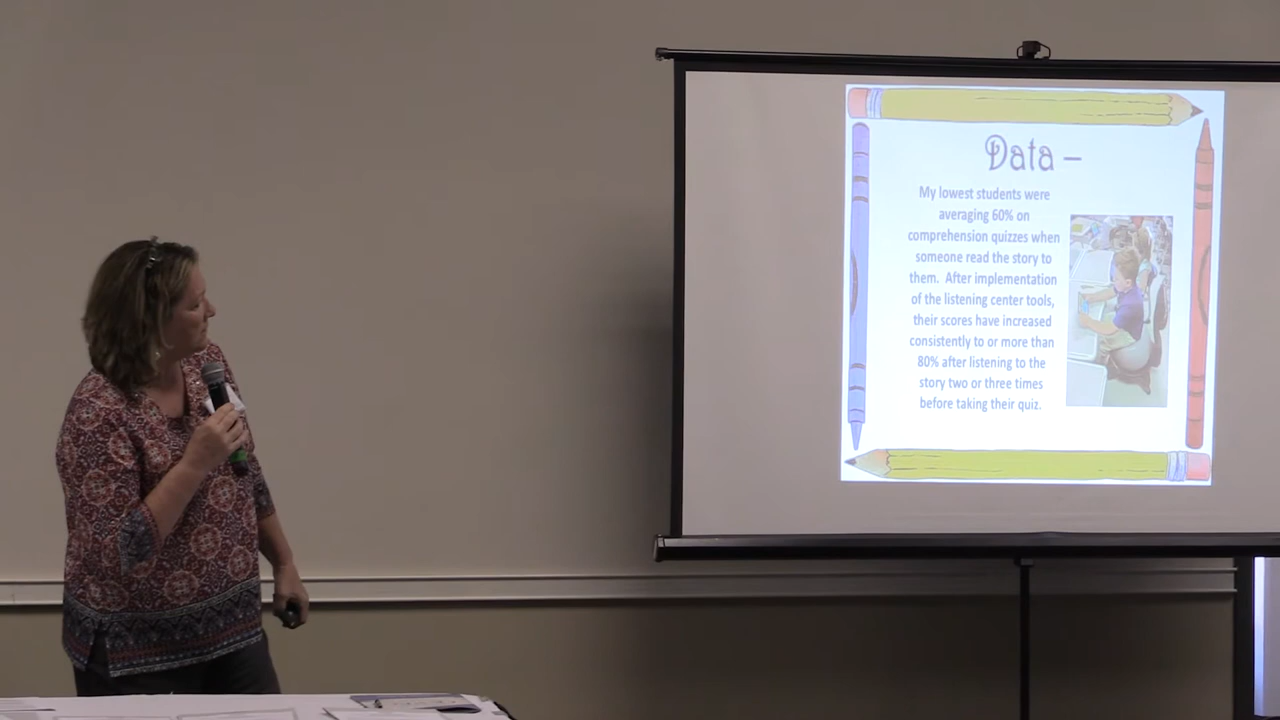 Data –
My lowest students were
averaging 60% on
comprehension quizzes when
someone read the story to
them. After implementation
of the listening center tools,
their scores have increased
consistently to or more than
80% after listening to the
story two or three times
before taking their quiz.